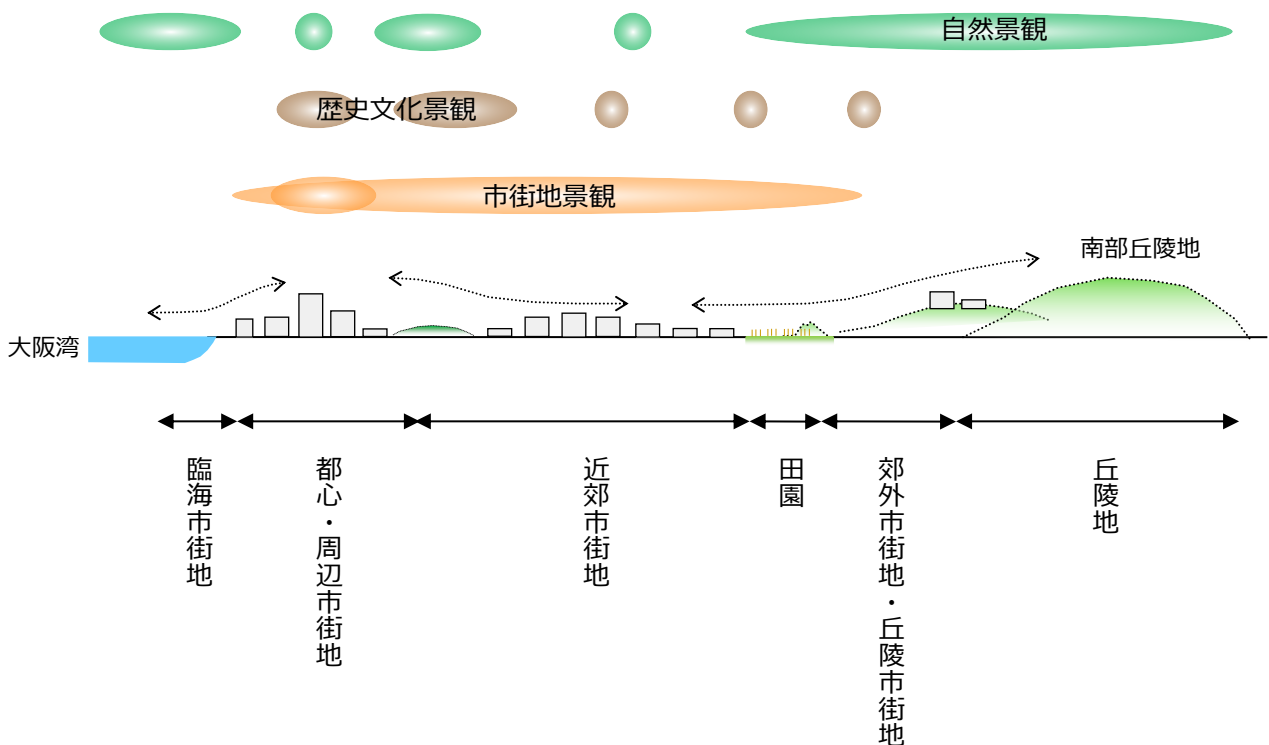 自然景観
歴史文化景観
市街地景観
南部丘陵地
大阪湾
臨海市街地
都心・周辺市街地
近郊市街地
田園
郊外市街地・丘陵市街地
丘陵地